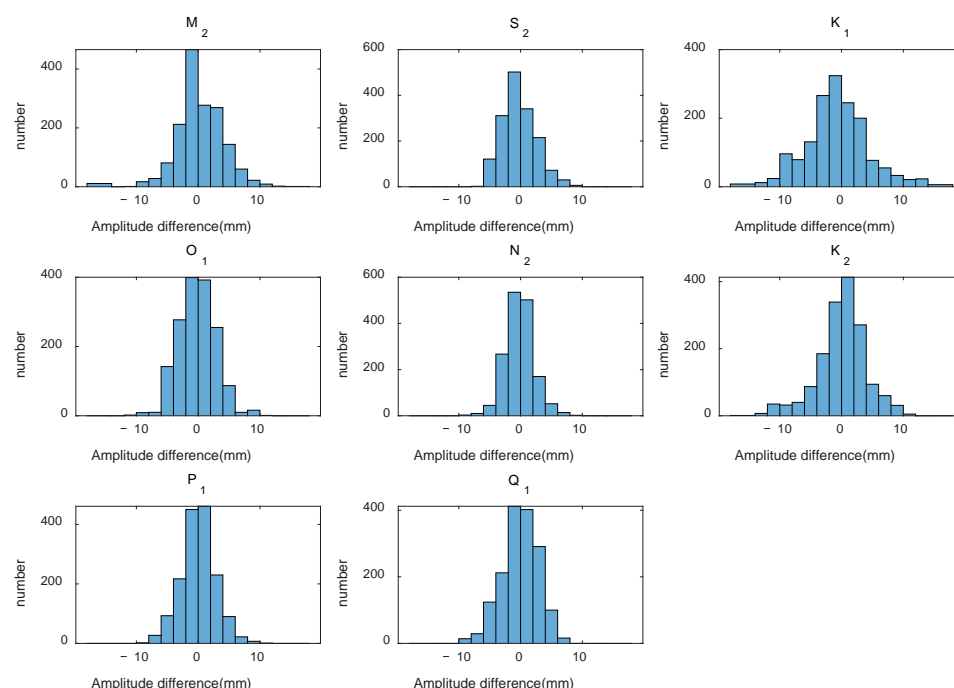 M2 S2 K1
400 600 400
number number number
400
200 200
200
0 0 0
− 10 0 10 − 10 0 10 − 10 0 10
Amplitude difference(mm) Amplitude difference(mm) Amplitude difference(mm)
O1 N2 K2
400 600 400
number number number
400
200 200
200
0 0 0
− 10 0 10 − 10 0 10 − 10 0 10
Amplitude difference(mm) Amplitude difference(mm) Amplitude difference(mm)
P1 Q1
400 400
number number
200 200
0 0
− 10 0 10 − 10 0 10
Amplitude difference(mm) Amplitude difference(mm)